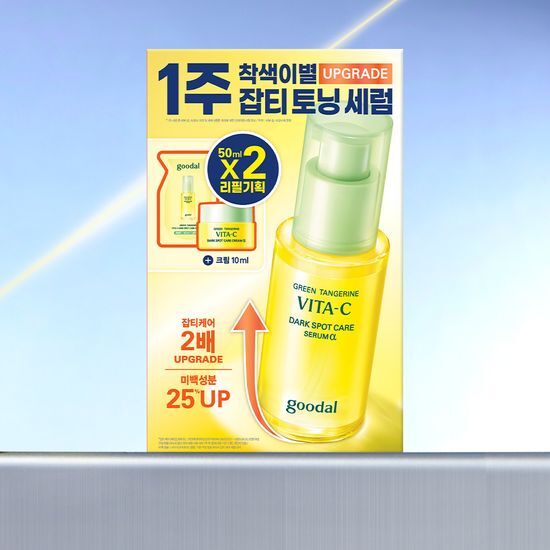 1주 착색이별 UPGRADE
잡티 토닝 세럼
50ml
X2
리필기획
goodal
goodal
GREEN TANGERINE
VITA-C
DARK SPOT CARE CREAM α
+ 크림 10ml
GREEN TANGERINE
VITA-C
DARK SPOT CARE
SERUM α
goodal
잡티케어
2배
UPGRADE
미백성분
25% UP